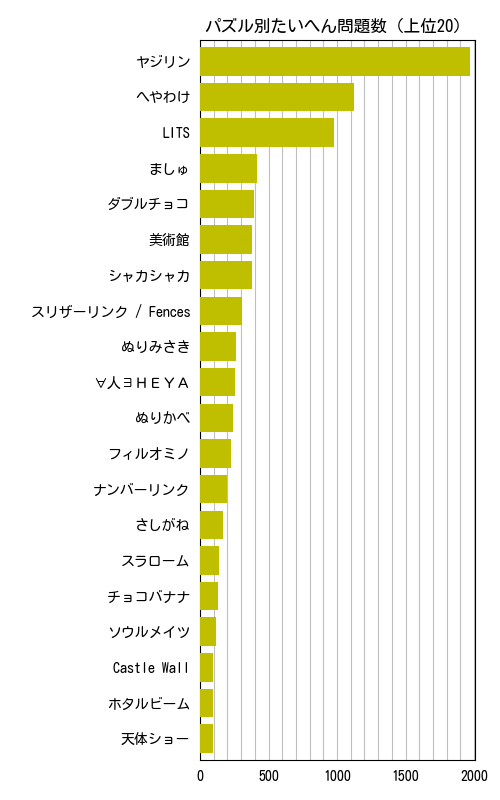 パズル別たいへん問題数 (上位20)
ヤジリン
へやわけ
LITS
ましゅ
ダブルチョコ
美術館
シャカシャカ
スリザーリンク / Fences
ぬりみさき
∀人∃ＨＥＹＡ
ぬりかべ
フィルオミノ
ナンバーリンク
さしがね
スラローム
チョコバナナ
ソウルメイツ
Castle Wall
ホタルビーム
天体ショー
0 500 1000 1500 2000